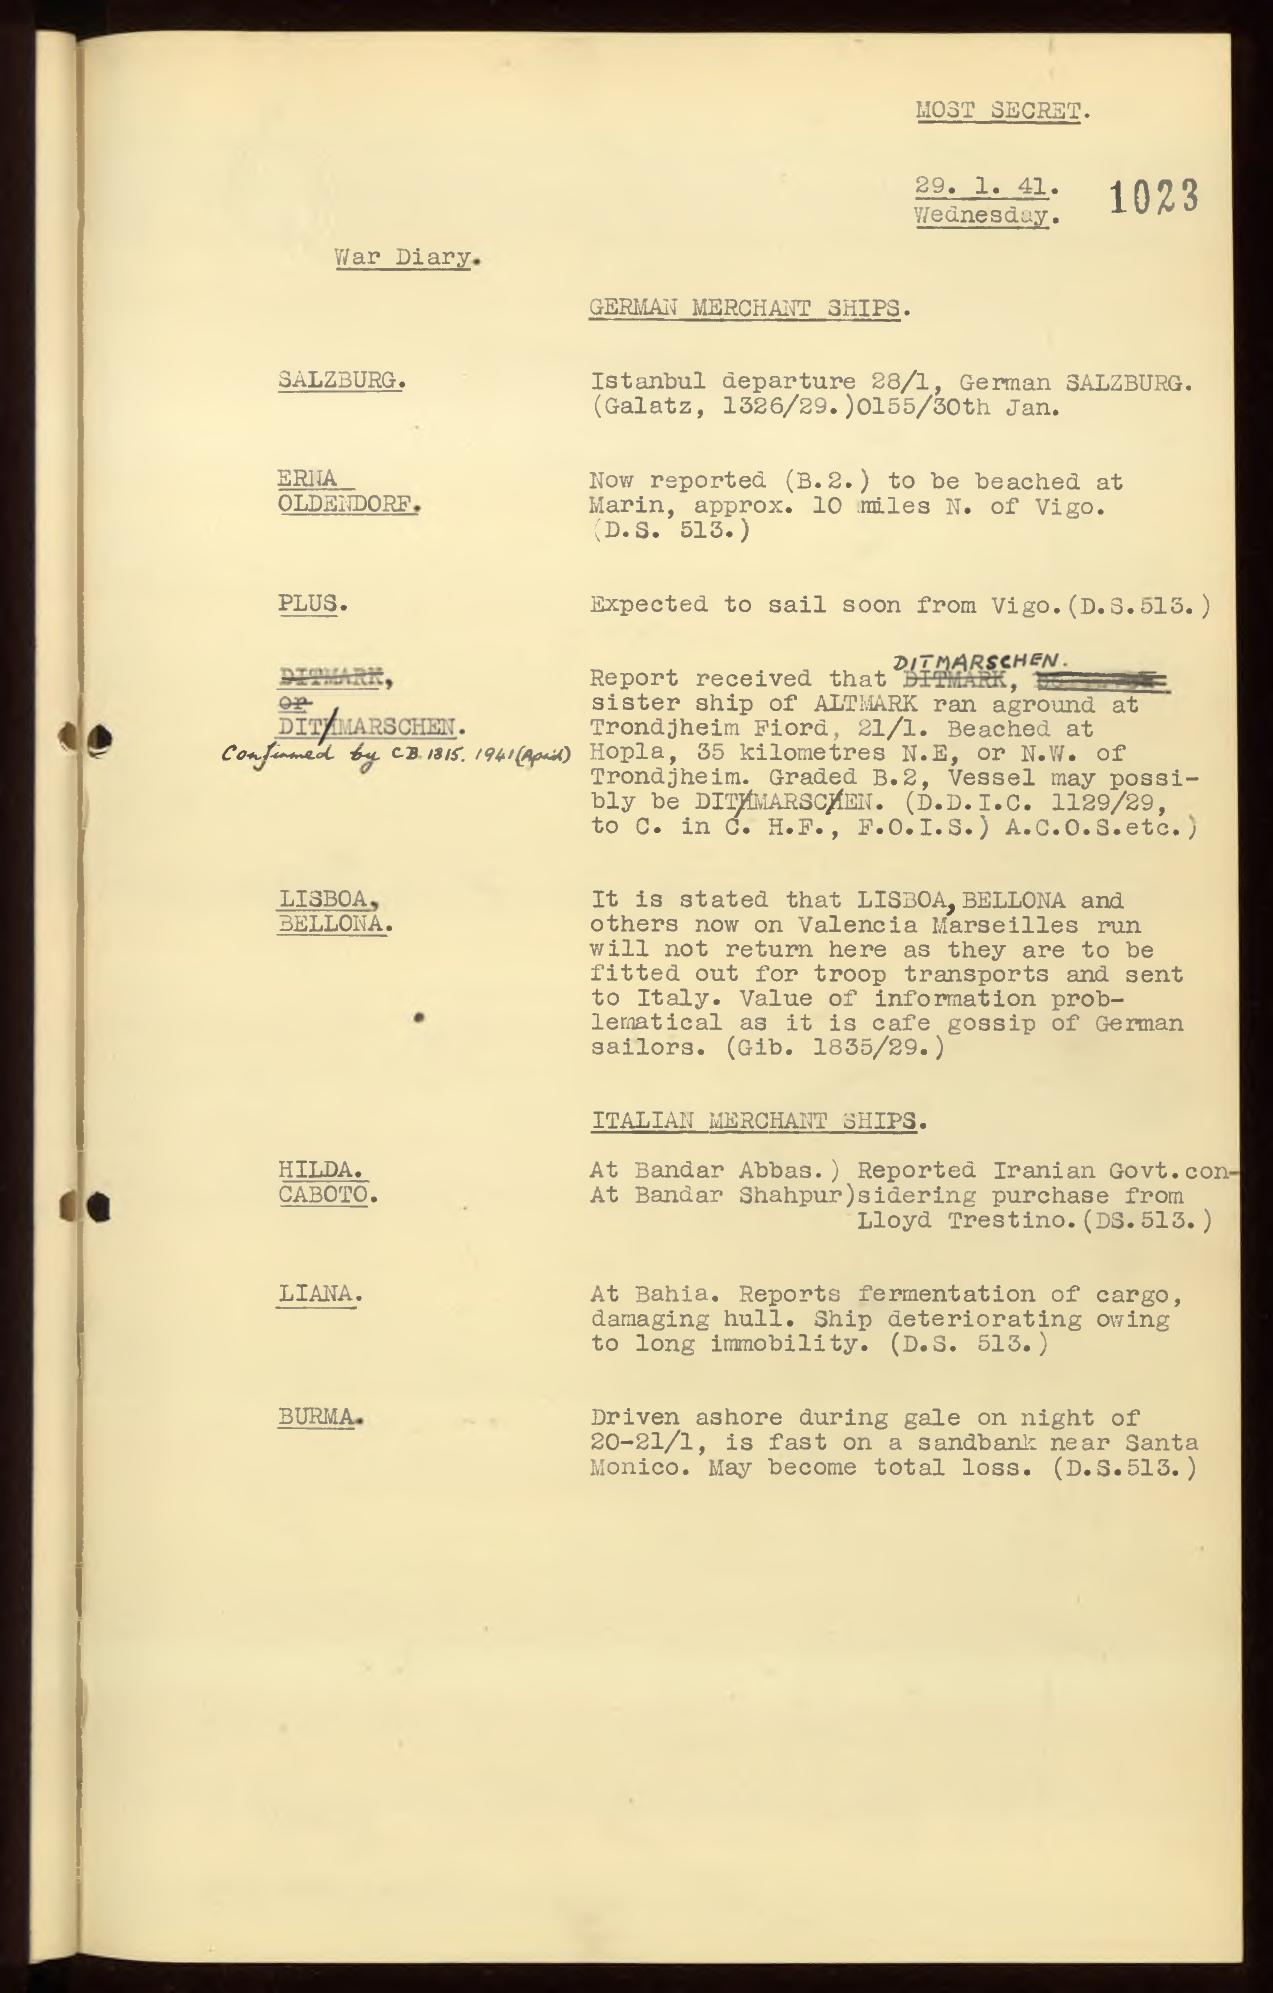 MOST SECRET.
29. 1. 41.
1023
Wednesday.
War Diary.
GERMAN MERCHANT SHIPS.
SALZBURG.
Istanbul departure 28/1, German SALZBURG.
(Galatz, 1326/29.)0155/30th Jan.
ERNA
OLDENDORF.
Now reported (B.2.) to be beached at
Marin, approx. 10 miles N. of Vigo.
(D.S. 513.)
PLUS.
Expected to sail soon from Vigo.(D.S.513.)
DITMARK,
or
DITHMARSCHEN.
Confirmed by C.B. 1815. 1941 (April)
DITMARSCHEN.
Report received that DITMARK,
sister ship of ALTMARK ran aground at
Trondjheim Fiord, 21/1. Beached at
Hopla, 35 kilometres N.E, or N.W. of
Trondjheim. Graded B.2, Vessel may possi-
bly be DITHMARSCHEN. (D.D.I.C. 1129/29,
to C. in C. H.F., F.O.I.S.) A.C.O.S.etc.)
LISBOA,
BELLONA.
It is stated that LISBOA, BELLONA and
others now on Valencia Marseilles run
will not return here as they are to be
fitted out for troop transports and sent
to Italy. Value of information prob-
lematical as it is cafe gossip of German
sailors. (Gib. 1835/29.)
ITALIAN MERCHANT SHIPS.
HILDA.
CABOTO.
At Bandar Abbas.) Reported Iranian Govt.con-
At Bandar Shahpur)sidering purchase from
Lloyd Trestino.(DS.513.)
LIANA.
At Bahia. Reports fermentation of cargo,
damaging hull. Ship deteriorating owing
to long immobility. (D.S. 513.)
BURMA.
Driven ashore during gale on night of
20-21/1, is fast on a sandbank near Santa
Monico. May become total loss. (D.S.513.)